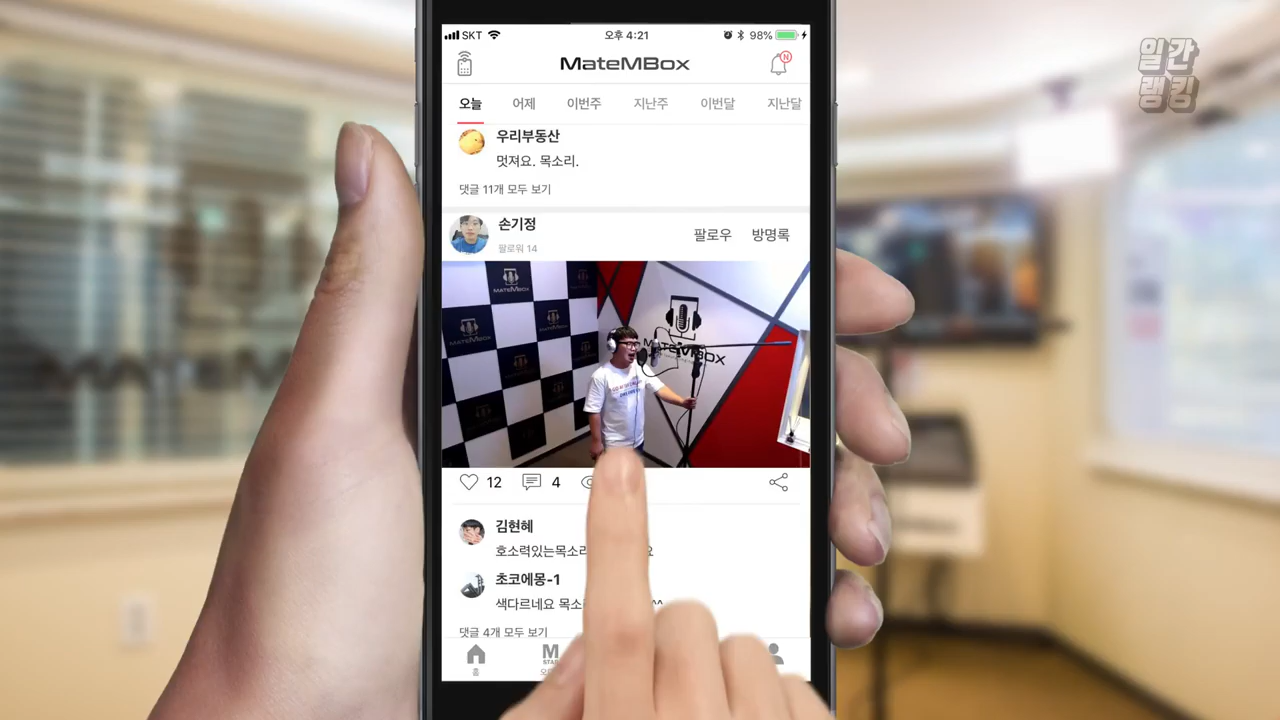 SKT 오후 4:21 98%
MateMBox N
일간
랭킹
오늘 어제 이번주 지난주 이번달 지난달
우리부동산
멋져요. 목소리.
댓글 11개 모두 보기
손기정
팔로워 14
팔로우 방명록
MATEMBOX
MATEMBOX
12 4
김현혜
호소력있는목소리
초코에몽-1
색다르네요 목소 ^^
댓글 4개 모두 보기
M
STAR
홈